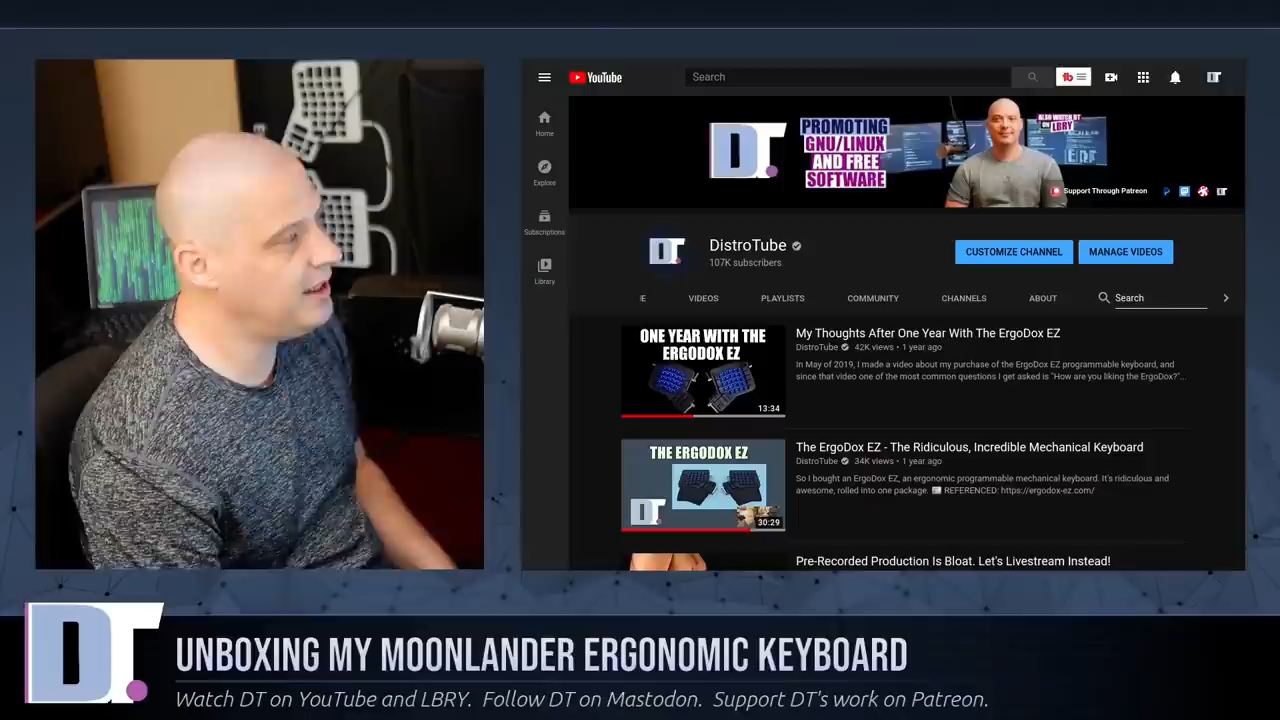 YouTube
Search
Home
Explore
Subscriptions
Library
DT.
PROMOTING
GNU/LINUX
AND FREE
SOFTWARE
ALSO WATCH DT
ON LBRY
Support Through Patreon
DT.
DistroTube
107K subscribers
CUSTOMIZE CHANNEL
MANAGE VIDEOS
E
VIDEOS
PLAYLISTS
COMMUNITY
CHANNELS
ABOUT
Search
ONE YEAR WITH THE
ERGODOX EZ
13:34
My Thoughts After One Year With The ErgoDox EZ
DistroTube 42K views • 1 year ago
In May of 2019, I made a video about my purchase of the ErgoDox EZ programmable keyboard, and
since that video one of the most common questions I get asked is "How are you liking the ErgoDox?"...
THE ERGODOX EZ
DT.
30:29
The ErgoDox EZ - The Ridiculous, Incredible Mechanical Keyboard
DistroTube 34K views • 1 year ago
So I bought an ErgoDox EZ, an ergonomic programmable mechanical keyboard. It's ridiculous and
awesome, rolled into one package. REFERENCED: https://ergodox-ez.com/
Pre-Recorded Production Is Bloat. Let's Livestream Instead!
DT.
UNBOXING MY MOONLANDER ERGONOMIC KEYBOARD
Watch DT on YouTube and LBRY. Follow DT on Mastodon. Support DT's work on Patreon.